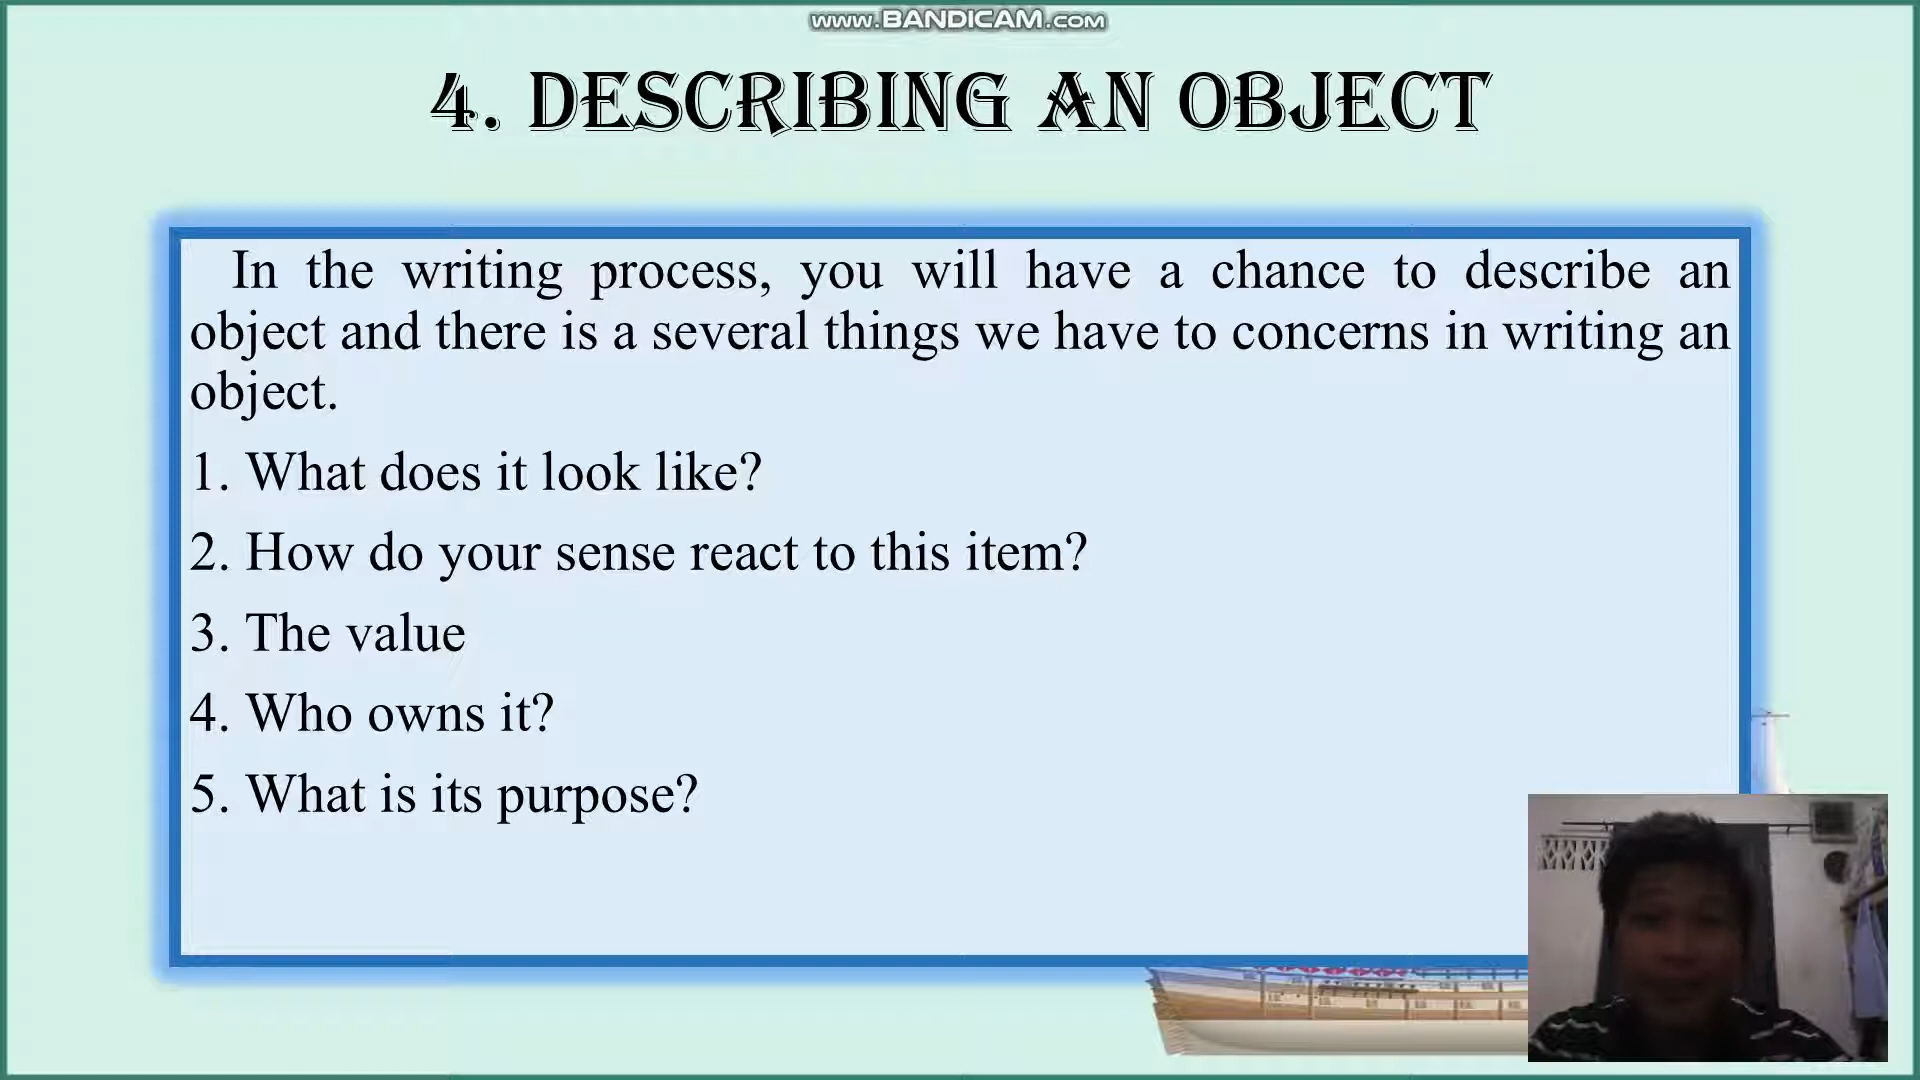 www.BANDICAM.com
4. DESCRIBING AN OBJECT
In the writing process, you will have a chance to describe an
object and there is a several things we have to concerns in writing an
object.
1. What does it look like?
2. How do your sense react to this item?
3. The value
4. Who owns it?
5. What is its purpose?